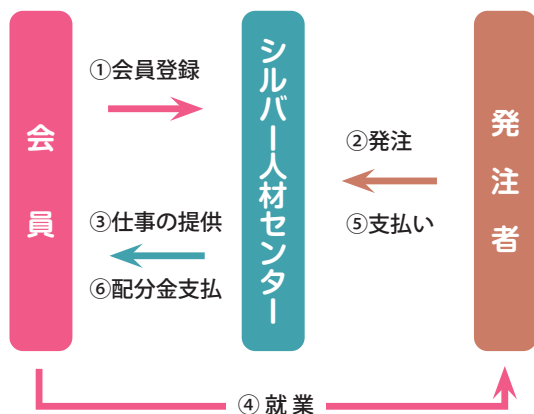 会員
①会員登録
③仕事の提供
⑥配分金支払
シルバー人材センター
②発注
⑤支払い
発注者
④就業